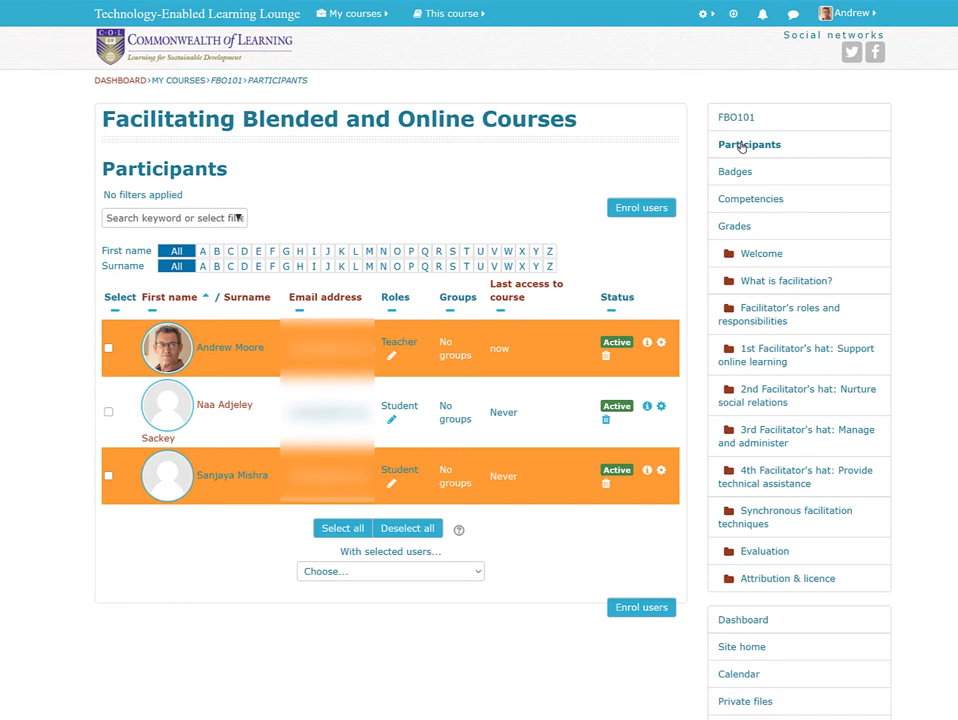 Technology-Enabled Learning Lounge My courses This course Andrew
Social networks
C.O.L
COMMONWEALTH of LEARNING
Learning for Sustainable Development
DASHBOARD › MY COURSES › FBO101 › PARTICIPANTS
Facilitating Blended and Online Courses
Participants
No filters applied
Search keyword or select filt
Enrol users
First name All A B C D E F G H I J K L M N O P Q R S T U V W X Y Z
Surname All A B C D E F G H I J K L M N O P Q R S T U V W X Y Z
Select First name / Surname Email address Roles Groups Last access to course Status
Andrew Moore Teacher No groups now Active
Naa Adjeley Sackey Student No groups Never Active
Sanjaya Mishra Student No groups Never Active
Select all Deselect all
With selected users...
Choose...
Enrol users
FBO101
Participants
Badges
Competencies
Grades
Welcome
What is facilitation?
Facilitator's roles and
responsibilities
1st Facilitator's hat: Support
online learning
2nd Facilitator's hat: Nurture
social relations
3rd Facilitator's hat: Manage
and administer
4th Facilitator's hat: Provide
technical assistance
Synchronous facilitation
techniques
Evaluation
Attribution & licence
Dashboard
Site home
Calendar
Private files